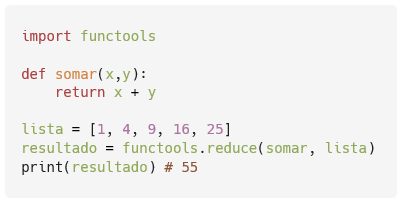 import functools

def somar(x,y):
    return x + y

lista = [1, 4, 9, 16, 25]
resultado = functools.reduce(somar, lista)
print(resultado) # 55